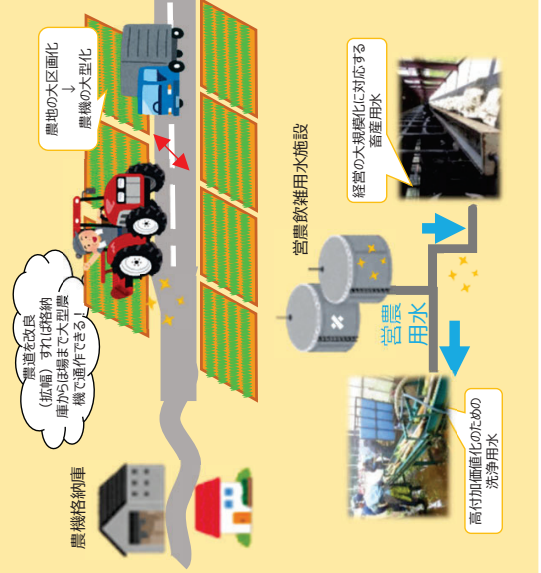 農地の大区画化
↓
農機の大型化
農道を改良
（拡幅）すれば格納
庫からほ場まで大型農
機で通作できる！
農機格納庫
営農飲雑用水施設
経営の大規模化に対応する
畜産用水
営農
用水
高付加価値化のための
洗浄用水